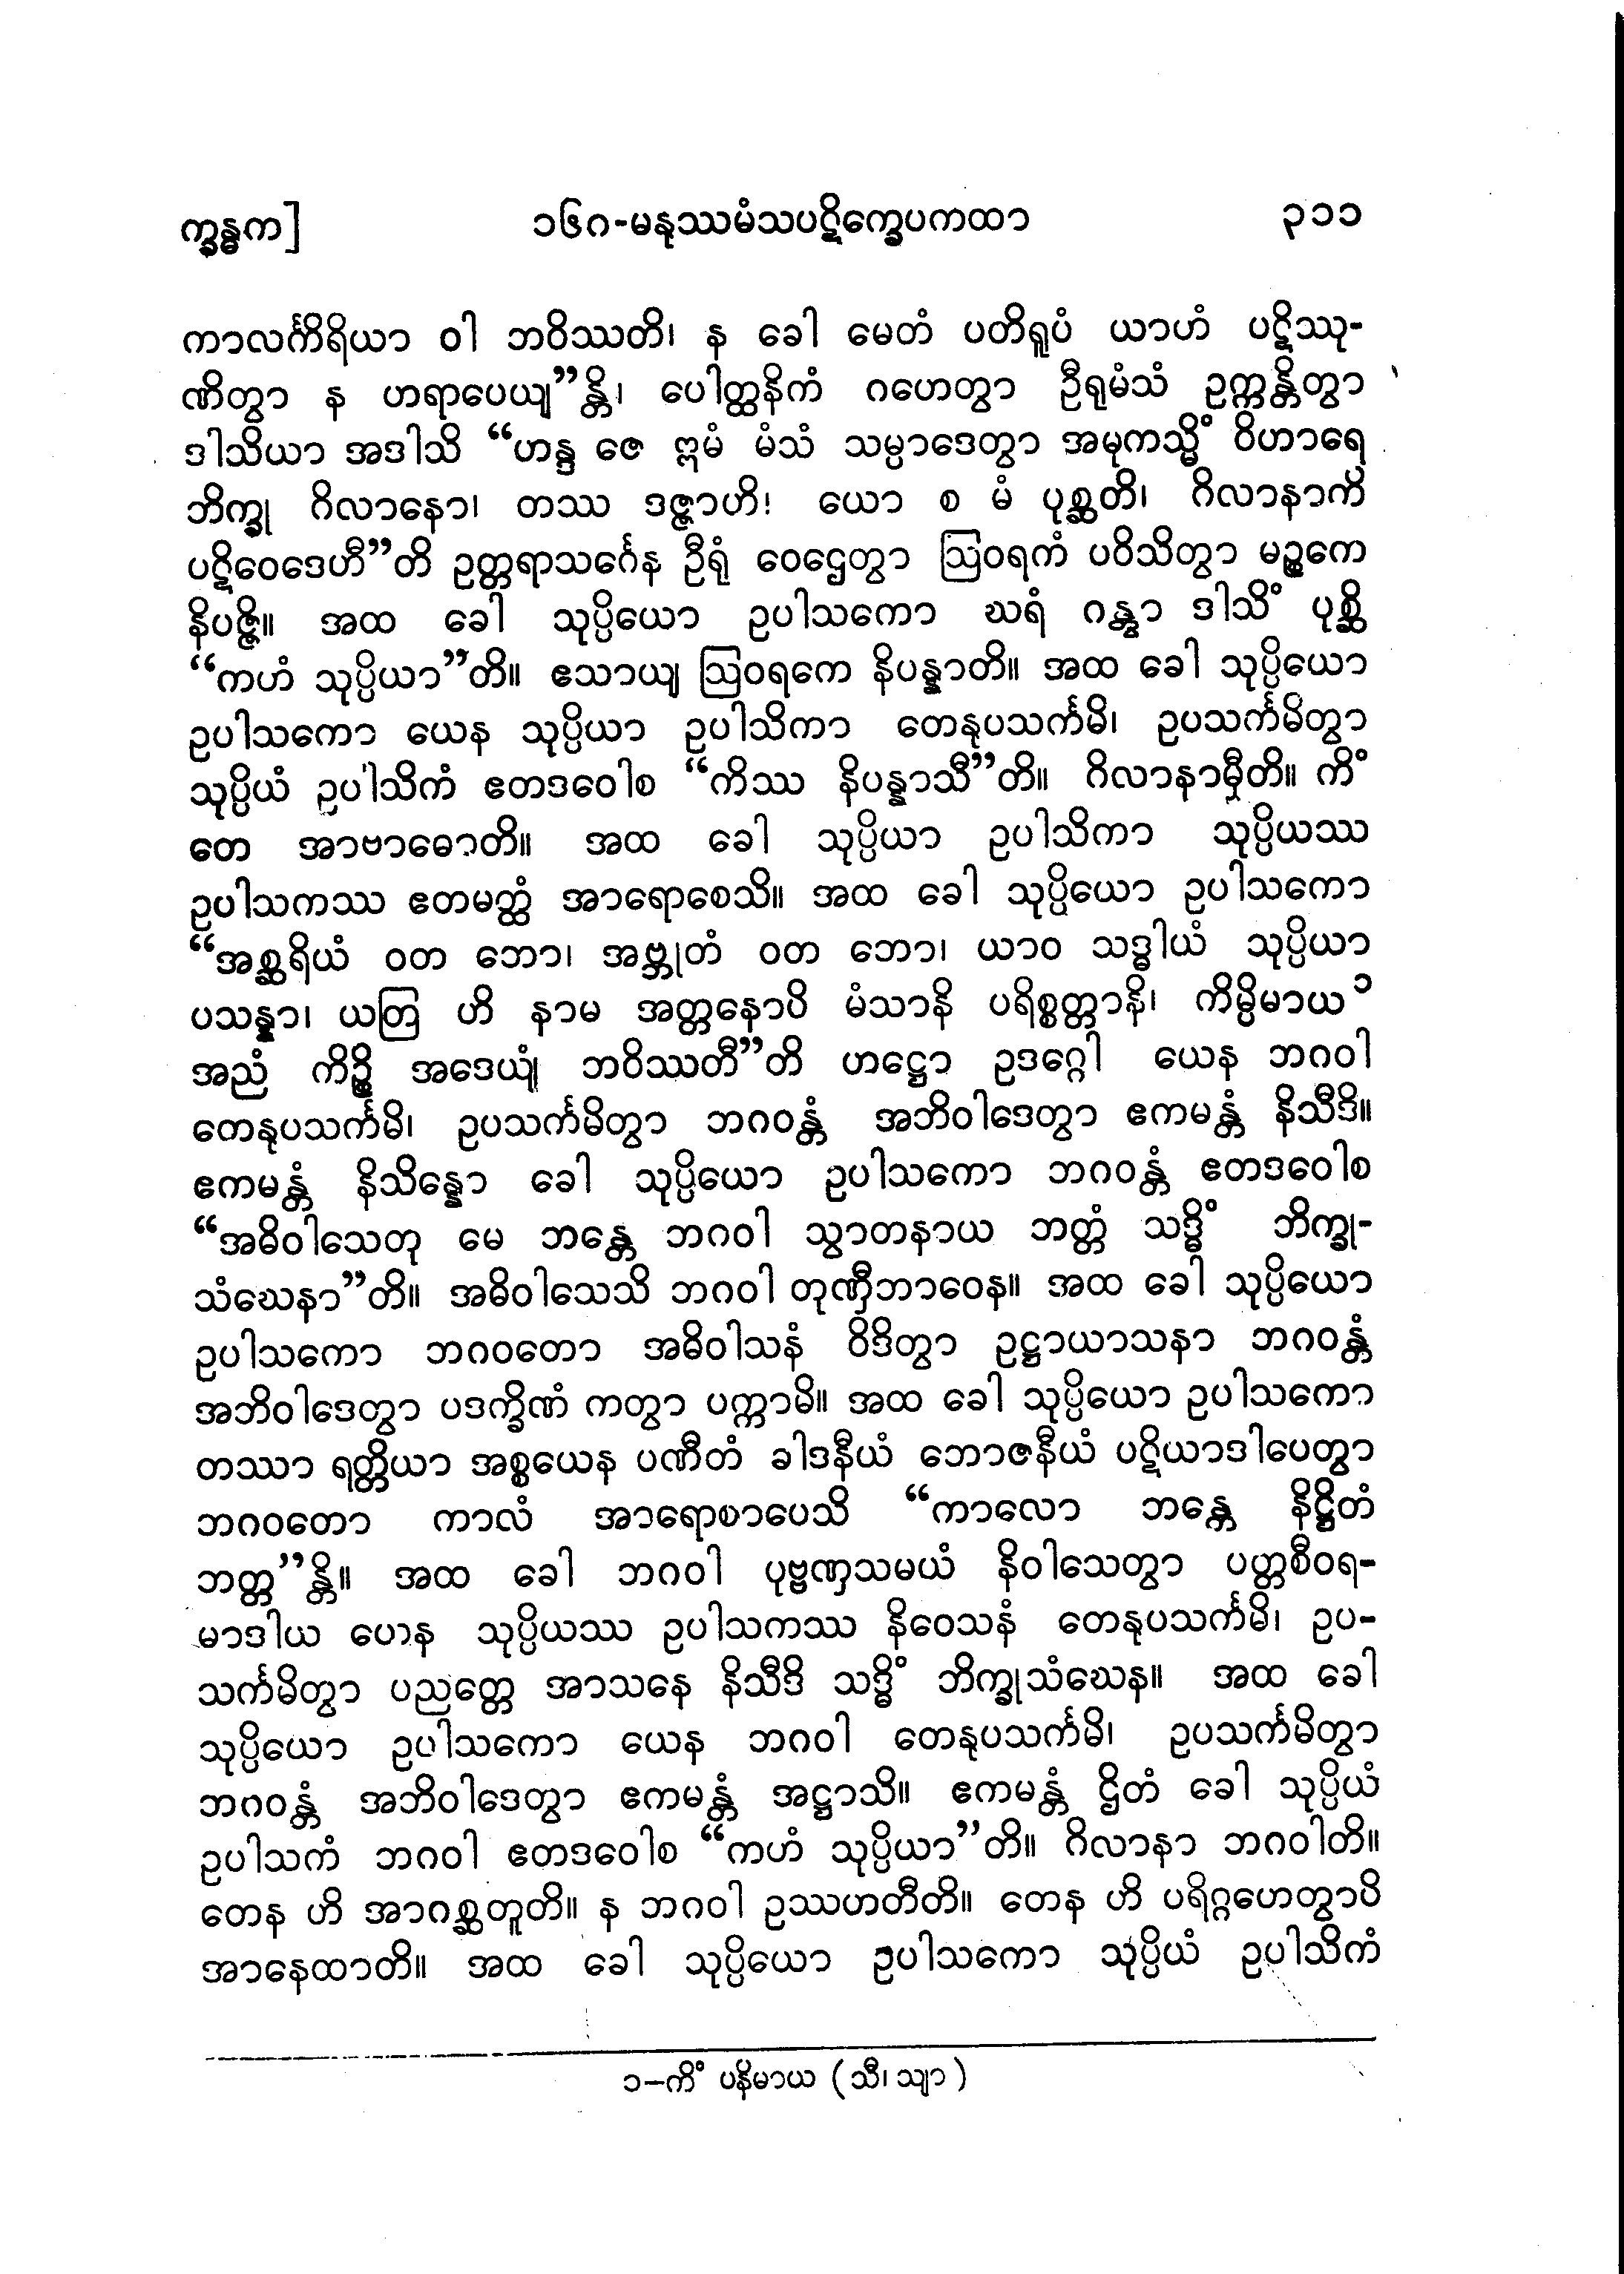 က္ခန္ဓက] ၁၆၈-မနုဿမံသပဋိက္ခေပကထာ ၃၁၁
ကာလင်္ကိရိယာ ဝါ ဘဝိဿတိ၊ န ခေါ မေတံ ပတိရူပံ ယာဟံ ပဋိဿု-
ဏိတွာ န ဟရာပေယျ”န္တိ၊ ပေါတ္ထနိကံ ဂဟေတွာ ဦရုမံသံ ဥက္ကန္တိတွာ
ဒါသိယာ အဒါသိ “ဟန္ဒ ဇေ ဣမံ မံသံ သမ္ပာဒေတွာ အမုကသ္မိံ ဝိဟာရေ
ဘိက္ခု ဂိလာနော၊ တဿ ဒဇ္ဇာဟိ၊ ယော စ မံ ပုစ္ဆတိ၊ ဂိလာနာကိ
ပဋိဝေဒေဟီ”တိ ဥတ္တရာသင်္ဂေန ဦရုံ ဝေဌေတွာ ဩဝရကံ ပဝိသိတွာ မဉ္စကေ
နိပဇ္ဇိ။ အထ ခေါ သုပ္ပိယော ဥပါသကော ဃရံ ဂန္တွာ ဒါသိံ ပုစ္ဆိ
“ကဟံ သုပ္ပိယာ”တိ။ ဧသာယျ ဩဝရကေ နိပန္နာတိ။ အထ ခေါ သုပ္ပိယော
ဥပါသကော ယေန သုပ္ပိယာ ဥပါသိကာ တေနုပသင်္ကမိ၊ ဥပသင်္ကမိတွာ
သုပ္ပိယံ ဥပါသိကံ ဧတဒဝေါစ “ကိဿ နိပန္နာသီ”တိ။ ဂိလာနာမှီတိ။ ကိံ
တေ အာဗာဓောတိ။ အထ ခေါ သုပ္ပိယာ ဥပါသိကာ သုပ္ပိယဿ
ဥပါသကဿ ဧတမတ္ထံ အာရောစေသိ။ အထ ခေါ သုပ္ပိယော ဥပါသကော
“အစ္ဆရိယံ ဝတ ဘော၊ အဗ္ဘုတံ ဝတ ဘော၊ ယာဝ သဒ္ဓါယံ သုပ္ပိယာ
ပသန္နာ၊ ယတြ ဟိ နာမ အတ္တနောပိ မံသာနိ ပရိစ္စတ္တာနိ၊ ကိမ္ပိမာယ ၁
အညံ ကိဉ္စိ အဒေယျံ ဘဝိဿတီ”တိ ဟဋ္ဌော ဥဒဂ္ဂေါ ယေန ဘဂဝါ
တေနုပသင်္ကမိ၊ ဥပသင်္ကမိတွာ ဘဂဝန္တံ အဘိဝါဒေတွာ ဧကမန္တံ နိသီဒိ။
ဧကမန္တံ နိသိန္နော ခေါ သုပ္ပိယော ဥပါသကော ဘဂဝန္တံ ဧတဒဝေါစ
“အဓိဝါသေတု မေ ဘန္တေ ဘဂဝါ သွာတနာယ ဘတ္တံ သဒ္ဓိံ ဘိက္ခု-
သံဃေနာ”တိ။ အဓိဝါသေသိ ဘဂဝါ တုဏှီဘာဝေန။ အထ ခေါ သုပ္ပိယော
ဥပါသကော ဘဂဝတော အဓိဝါသနံ ဝိဒိတွာ ဥဋ္ဌာယာသနာ ဘဂဝန္တံ
အဘိဝါဒေတွာ ပဒက္ခိဏံ ကတွာ ပက္ကာမိ။ အထ ခေါ သုပ္ပိယော ဥပါသကော
တဿာ ရတ္တိယာ အစ္စယေန ပဏီတံ ခါဒနီယံ ဘောဇနီယံ ပဋိယာဒါပေတွာ
ဘဂဝတော ကာလံ အာရောစာပေသိ “ကာလော ဘန္တေ နိဋ္ဌိတံ
ဘတ္တ”န္တိ။ အထ ခေါ ဘဂဝါ ပုဗ္ဗဏှသမယံ နိဝါသေတွာ ပတ္တစီဝရ-
မာဒါယ ယေန သုပ္ပိယဿ ဥပါသကဿ နိဝေသနံ တေနုပသင်္ကမိ၊ ဥပ-
သင်္ကမိတွာ ပညတ္တေ အာသနေ နိသီဒိ သဒ္ဓိံ ဘိက္ခုသံဃေန။ အထ ခေါ
သုပ္ပိယော ဥပါသကော ယေန ဘဂဝါ တေနုပသင်္ကမိ၊ ဥပသင်္ကမိတွာ
ဘဂဝန္တံ အဘိဝါဒေတွာ ဧကမန္တံ အဋ္ဌာသိ။ ဧကမန္တံ ဌိတံ ခေါ သုပ္ပိယံ
ဥပါသကံ ဘဂဝါ ဧတဒဝေါစ “ကဟံ သုပ္ပိယာ”တိ။ ဂိလာနာ ဘဂဝါတိ။
တေန ဟိ အာဂစ္ဆတူတိ။ န ဘဂဝါ ဥဿဟတီတိ။ တေန ဟိ ပရိဂ္ဂဟေတွာပိ
အာနေထာတိ။ အထ ခေါ သုပ္ပိယော ဥပါသကော သုပ္ပိယံ ဥပါသိကံ
၁-ကိံ ပနိမာယ (သီ၊ သျာ)